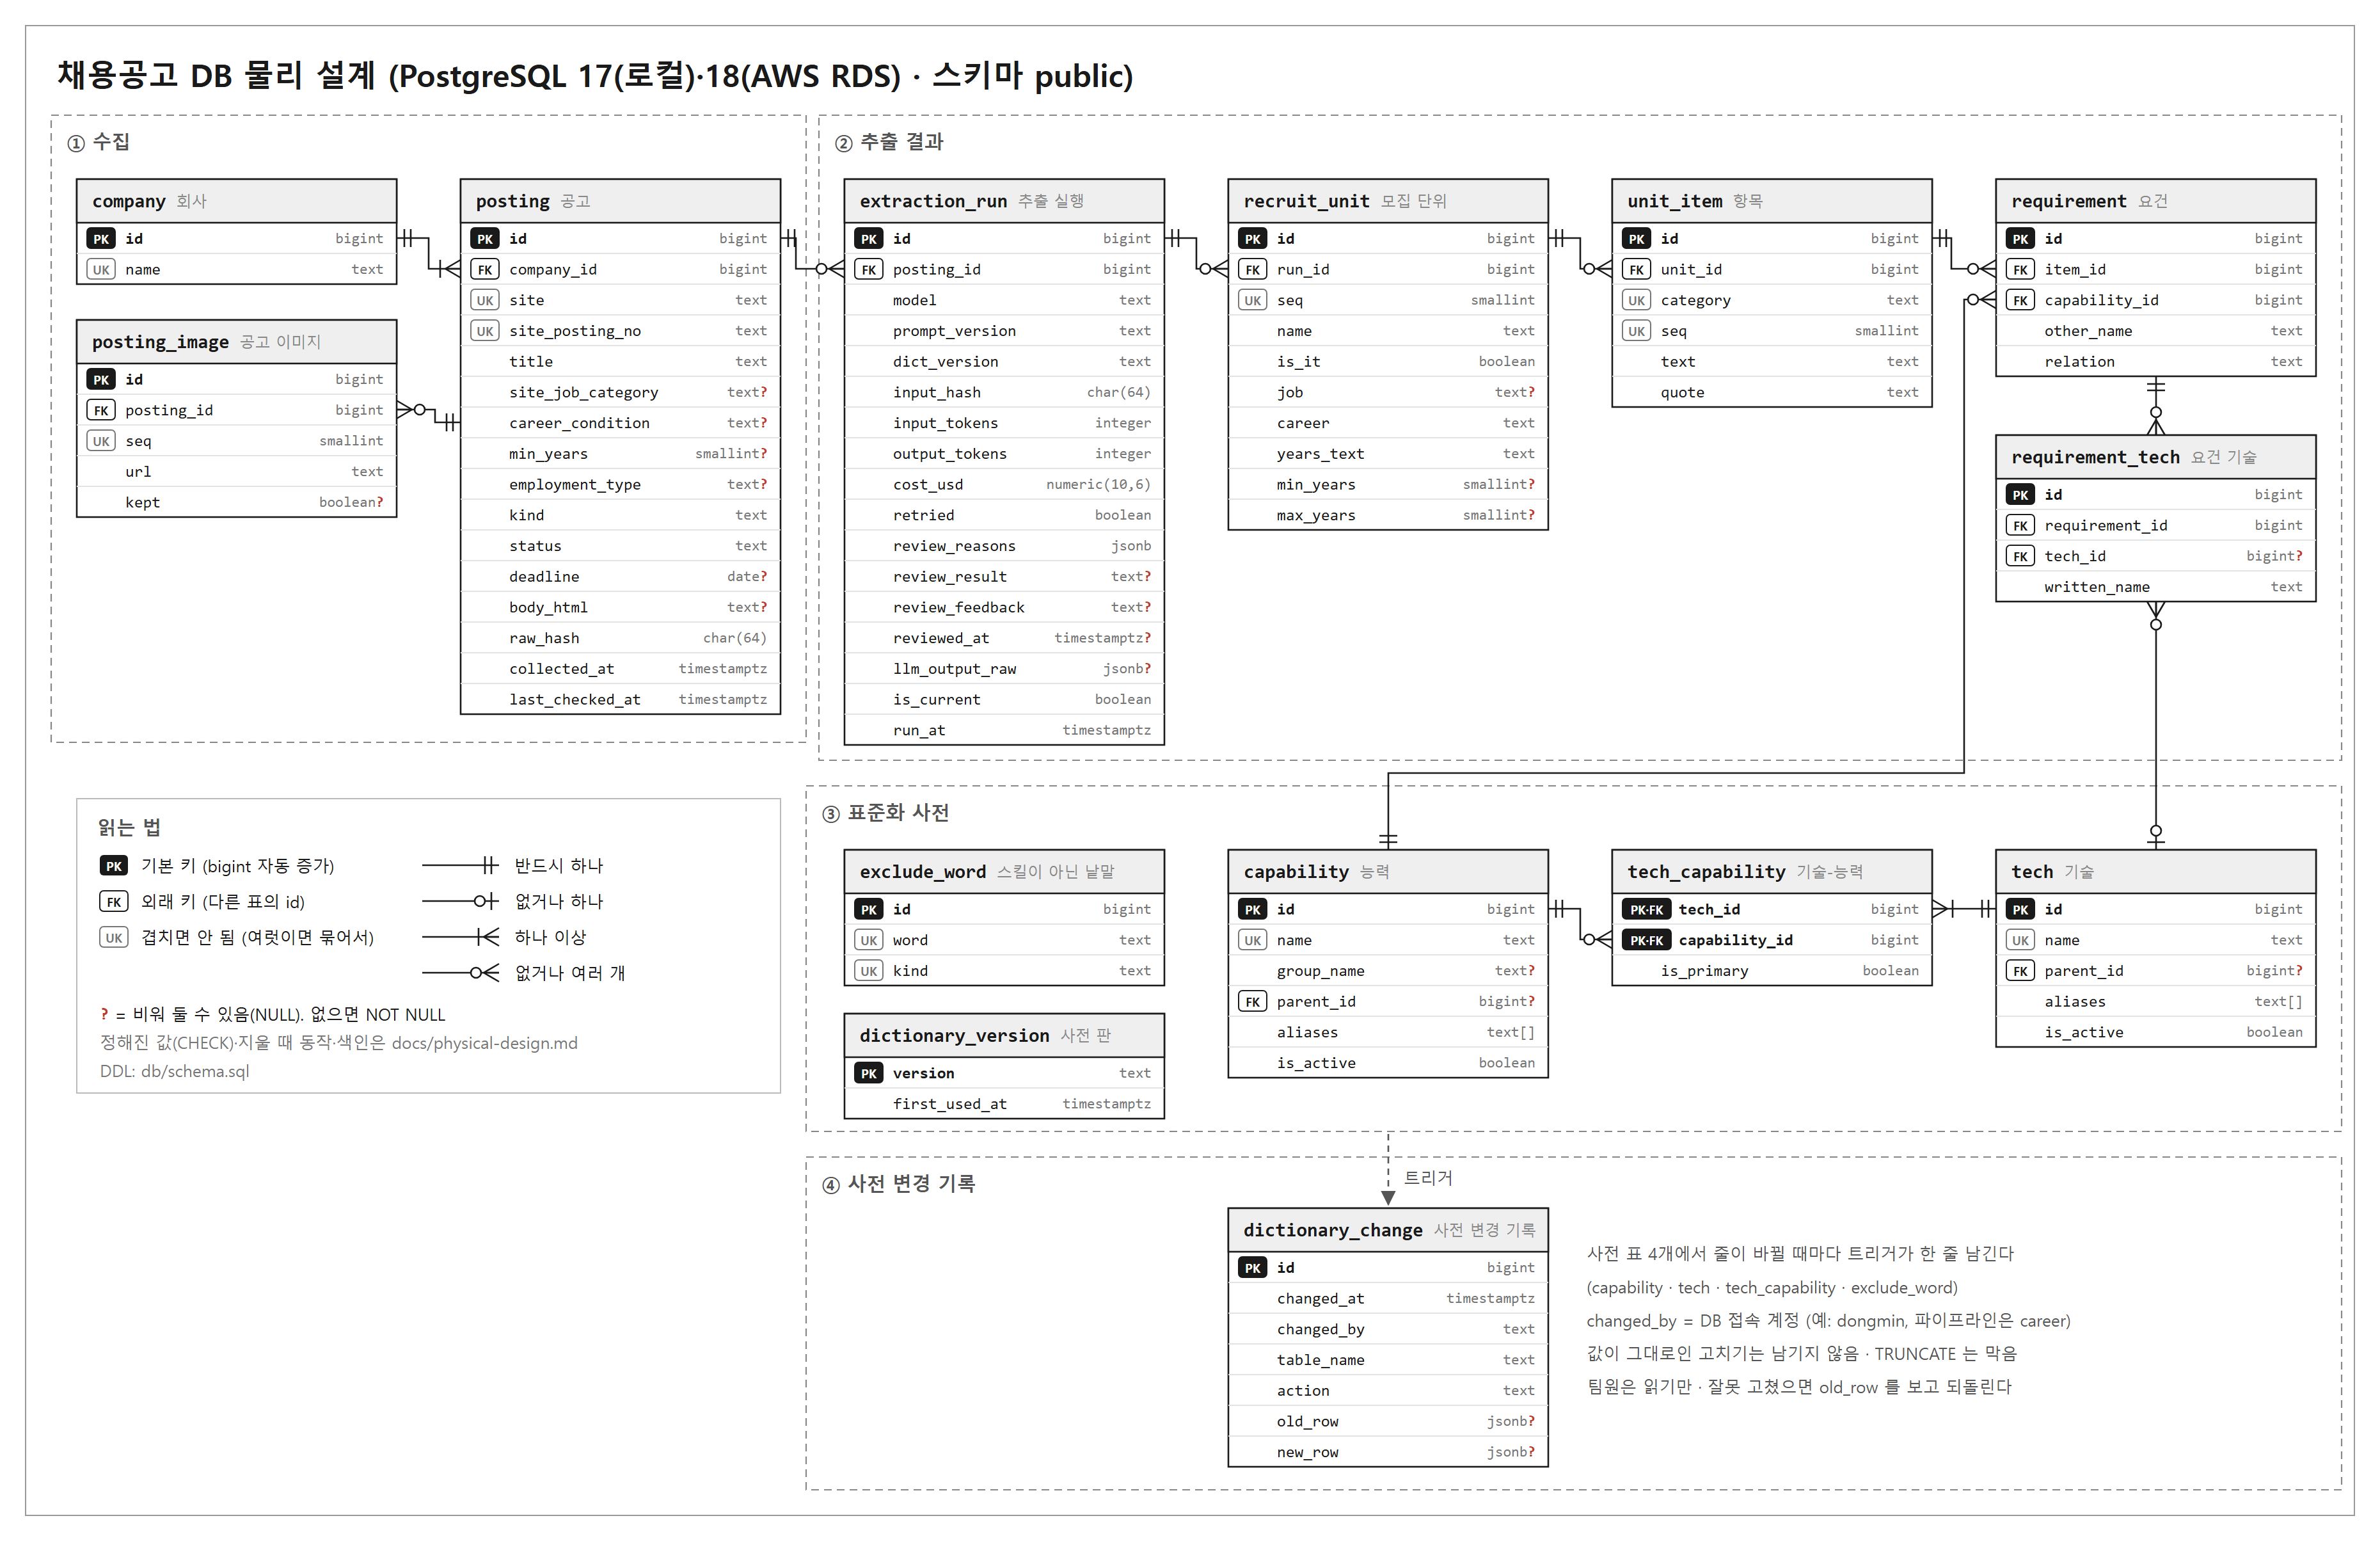 채용공고 DB 물리 설계 (PostgreSQL 17(로컬)·18(AWS RDS) · 스키마 public)
① 수집
company 회사
PK id bigint
UK name text
posting_image 공고 이미지
PK id bigint
FK posting_id bigint
UK seq smallint
url text
kept boolean?
posting 공고
PK id bigint
FK company_id bigint
UK site text
UK site_posting_no text
title text
site_job_category text?
career_condition text?
min_years smallint?
employment_type text?
kind text
status text
deadline date?
body_html text?
raw_hash char(64)
collected_at timestamptz
last_checked_at timestamptz
② 추출 결과
extraction_run 추출 실행
PK id bigint
FK posting_id bigint
model text
prompt_version text
dict_version text
input_hash char(64)
input_tokens integer
output_tokens integer
cost_usd numeric(10,6)
retried boolean
review_reasons jsonb
review_result text?
review_feedback text?
reviewed_at timestamptz?
llm_output_raw jsonb?
is_current boolean
run_at timestamptz
recruit_unit 모집 단위
PK id bigint
FK run_id bigint
UK seq smallint
name text
is_it boolean
job text?
career text
years_text text
min_years smallint?
max_years smallint?
unit_item 항목
PK id bigint
FK unit_id bigint
UK category text
UK seq smallint
text text
quote text
requirement 요건
PK id bigint
FK item_id bigint
FK capability_id bigint
other_name text
relation text
requirement_tech 요건 기술
PK id bigint
FK requirement_id bigint
FK tech_id bigint?
written_name text
읽는 법
PK 기본 키 (bigint 자동 증가)
FK 외래 키 (다른 표의 id)
UK 겹치면 안 됨 (여럿이면 묶어서)
반드시 하나
없거나 하나
하나 이상
없거나 여러 개
? = 비워 둘 수 있음(NULL). 없으면 NOT NULL
정해진 값(CHECK)·지울 때 동작·색인은 docs/physical-design.md
DDL: db/schema.sql
③ 표준화 사전
exclude_word 스킬이 아닌 낱말
PK id bigint
UK word text
UK kind text
dictionary_version 사전 판
PK version text
first_used_at timestamptz
capability 능력
PK id bigint
UK name text
group_name text?
FK parent_id bigint?
aliases text[]
is_active boolean
tech_capability 기술-능력
PK·FK tech_id bigint
PK·FK capability_id bigint
is_primary boolean
tech 기술
PK id bigint
UK name text
FK parent_id bigint?
aliases text[]
is_active boolean
④ 사전 변경 기록
트리거
dictionary_change 사전 변경 기록
PK id bigint
changed_at timestamptz
changed_by text
table_name text
action text
old_row jsonb?
new_row jsonb?
사전 표 4개에서 줄이 바뀔 때마다 트리거가 한 줄 남긴다
(capability · tech · tech_capability · exclude_word)
changed_by = DB 접속 계정 (예: dongmin, 파이프라인은 career)
값이 그대로인 고치기는 남기지 않음 · TRUNCATE 는 막음
팀원은 읽기만 · 잘못 고쳤으면 old_row 를 보고 되돌린다